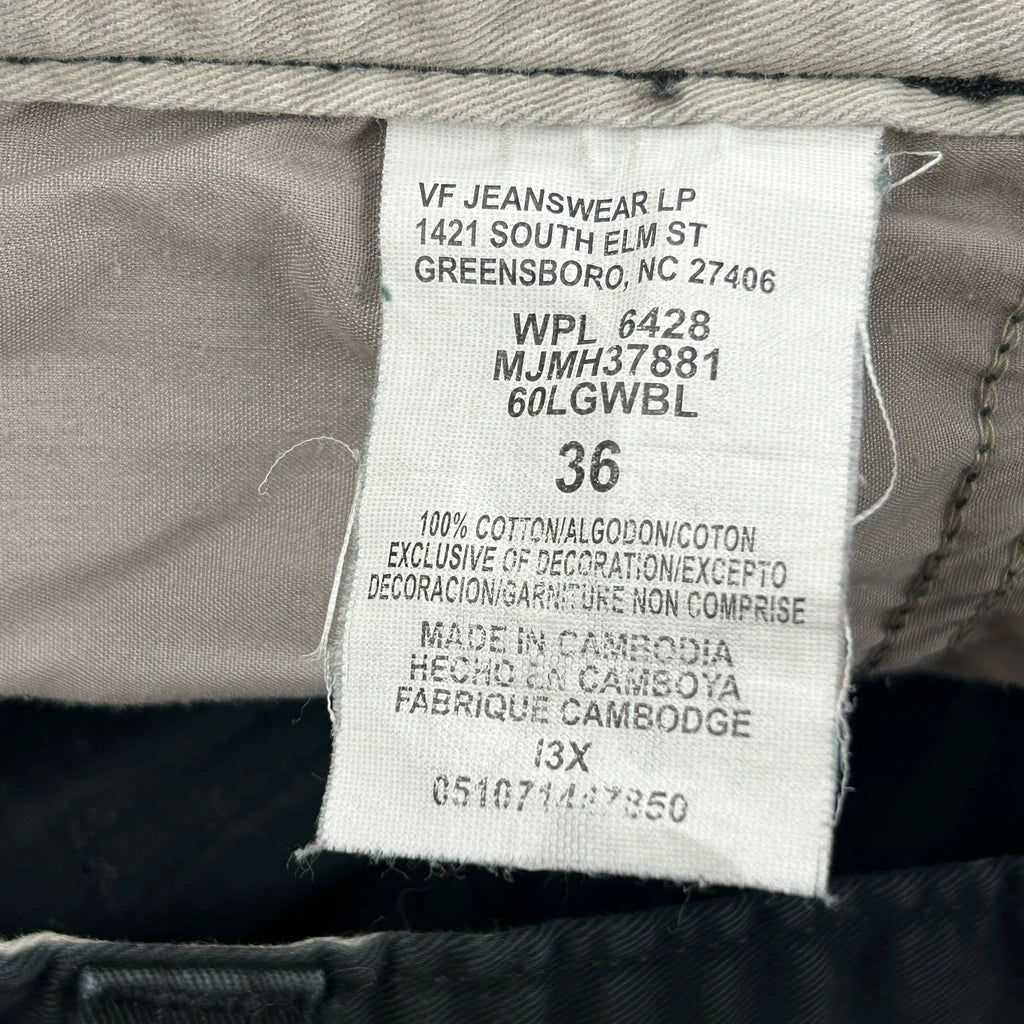 VF JEANSWEAR LP
1421 SOUTH ELM ST
GREENSBORO, NC 27406
WPL 6428
MJMH37881
60LGWBL
36
100% COTTON/ALGODON/COTON
EXCLUSIVE OF DECORATION/EXCEPTO
DECORACION/GARNITURE NON COMPRISE
MADE IN CAMBODIA
HECHO EN CAMBOYA
FABRIQUE CAMBODGE
I3X